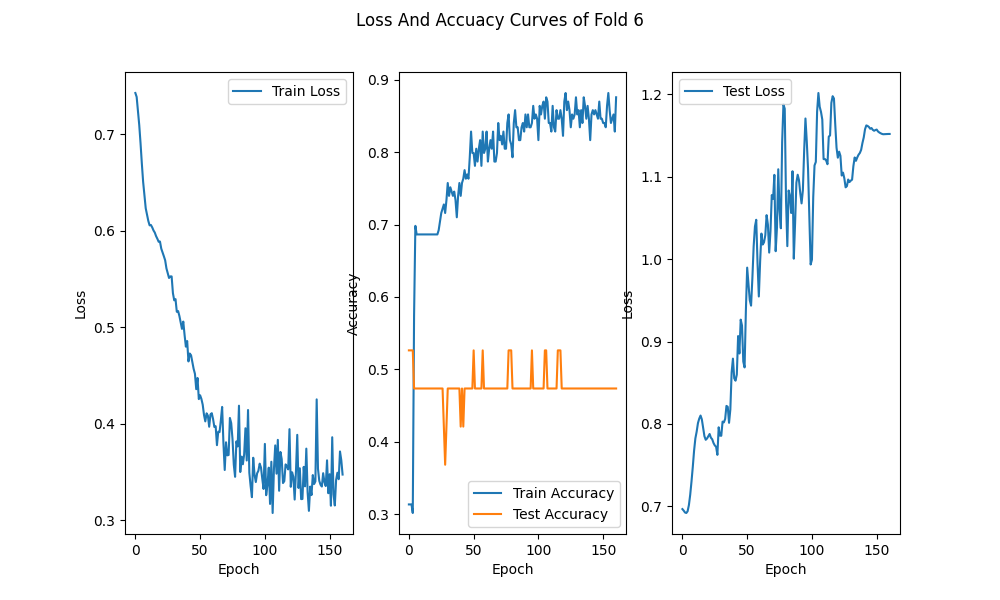 Loss And Accuacy Curves of Fold 6
Train Loss
0.7
0.6
0.5
0.4
0.3
0
50
100
150
Loss
Epoch
0.9
0.8
0.7
0.6
0.5
0.4
0.3
0
50
100
150
Accuracy
Epoch
Train Accuracy
Test Accuracy
Test Loss
1.2
1.1
1.0
0.9
0.8
0.7
0
50
100
150
Loss
Epoch